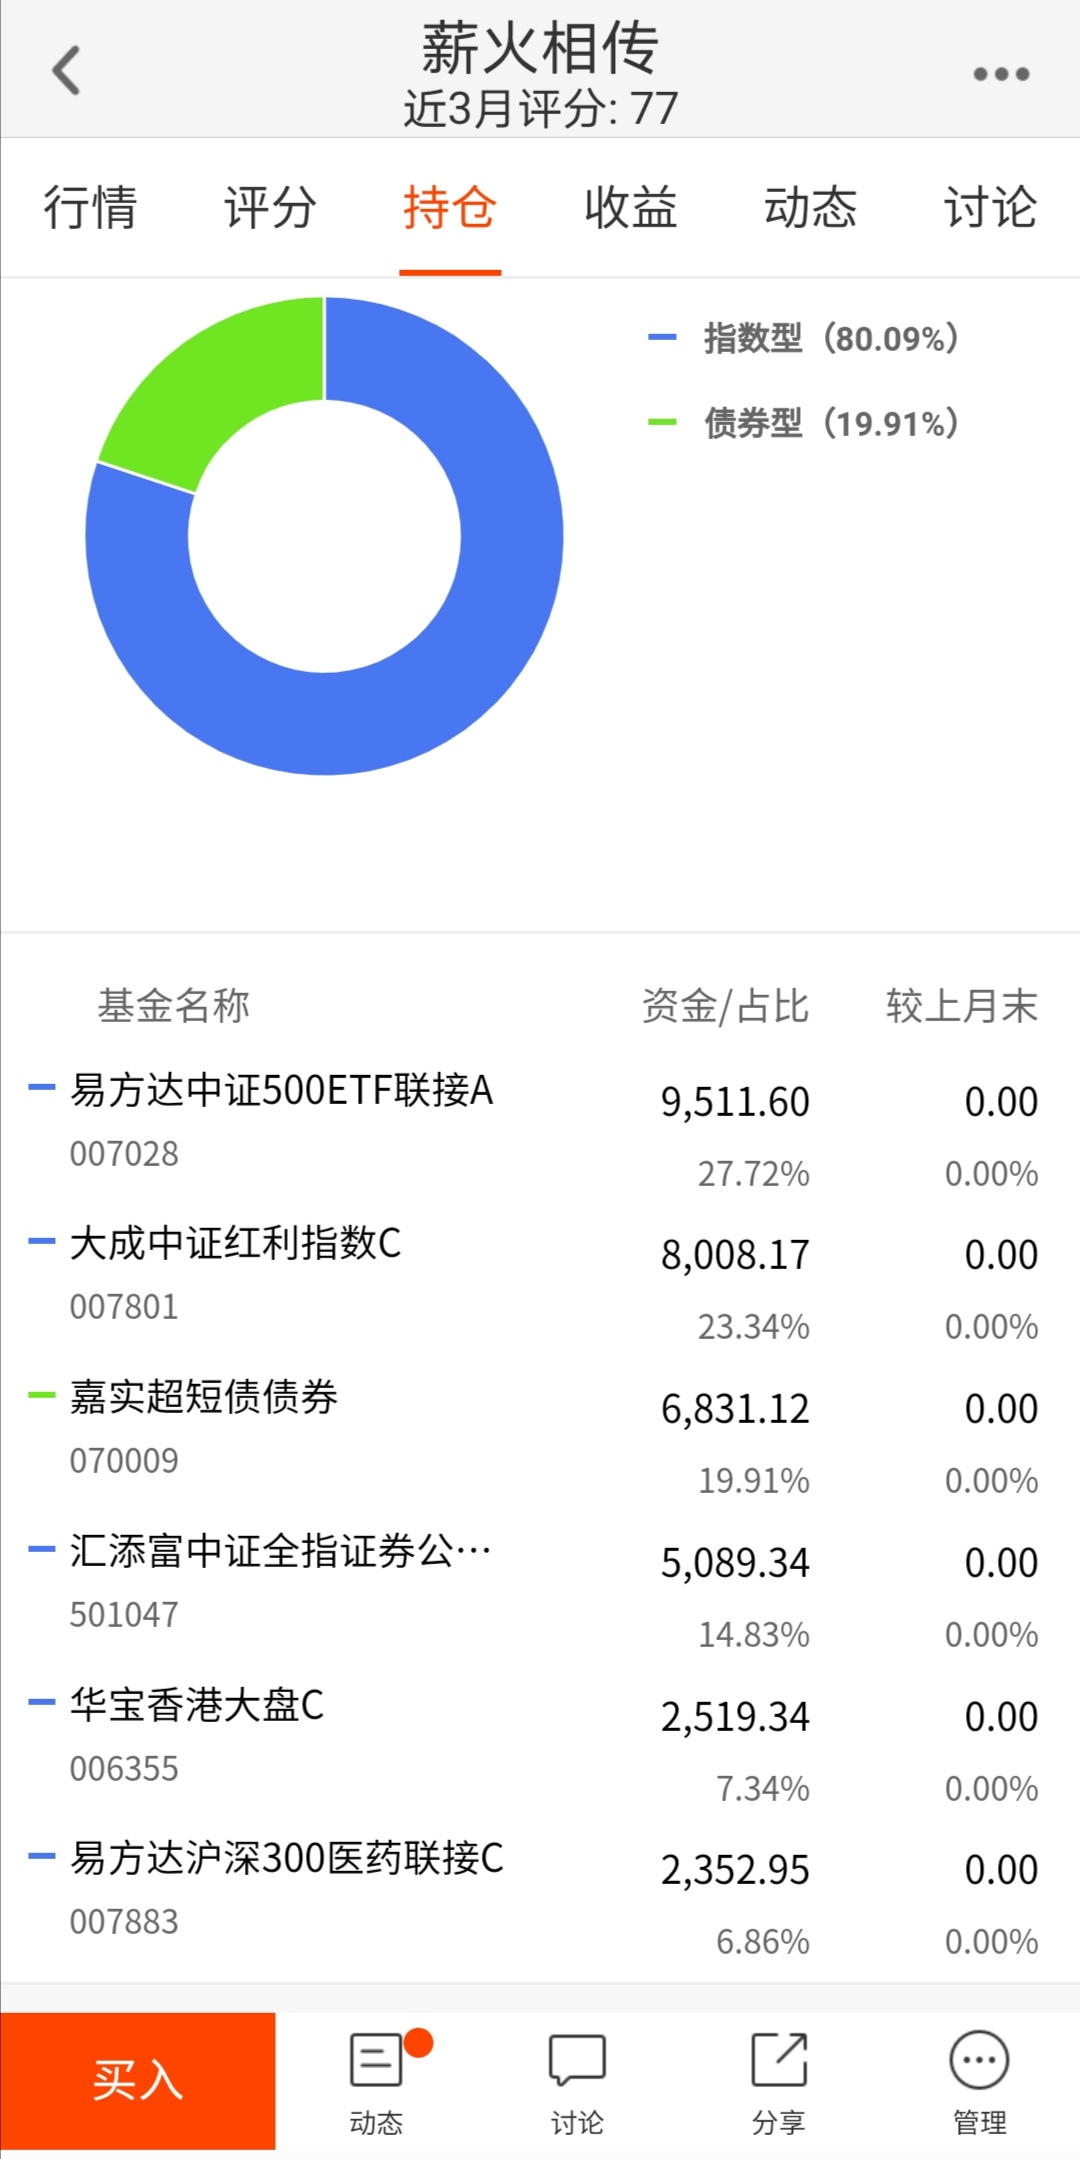 薪火相传
近3月评分: 77
行情 评分 持仓 收益 动态 讨论
指数型（80.09%）
债券型（19.91%）
基金名称 资金/占比 较上月末
易方达中证500ETF联接A 9,511.60 0.00
007028 27.72% 0.00%
大成中证红利指数C 8,008.17 0.00
007801 23.34% 0.00%
嘉实超短债债券 6,831.12 0.00
070009 19.91% 0.00%
汇添富中证全指证券公… 5,089.34 0.00
501047 14.83% 0.00%
华宝香港大盘C 2,519.34 0.00
006355 7.34% 0.00%
易方达沪深300医药联接C 2,352.95 0.00
007883 6.86% 0.00%
买入 动态 讨论 分享 管理